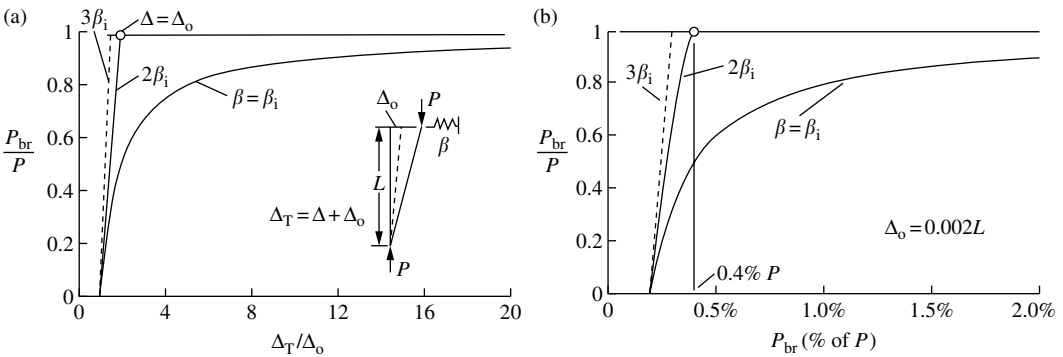 (a)
3βi
Δ = Δo
1
0.8
0.6
0.4
0.2
0
Pbr
P
2βi
β = βi
Δo
P
β
L
ΔT = Δ + Δo
P
0
4
8
12
16
20
ΔT/Δo
(b)
1
0.8
0.6
0.4
0.2
0
Pbr
P
3βi
2βi
β = βi
Δo = 0.002L
0.4% P
0
0.5%
1.0%
1.5%
2.0%
Pbr (% of P)